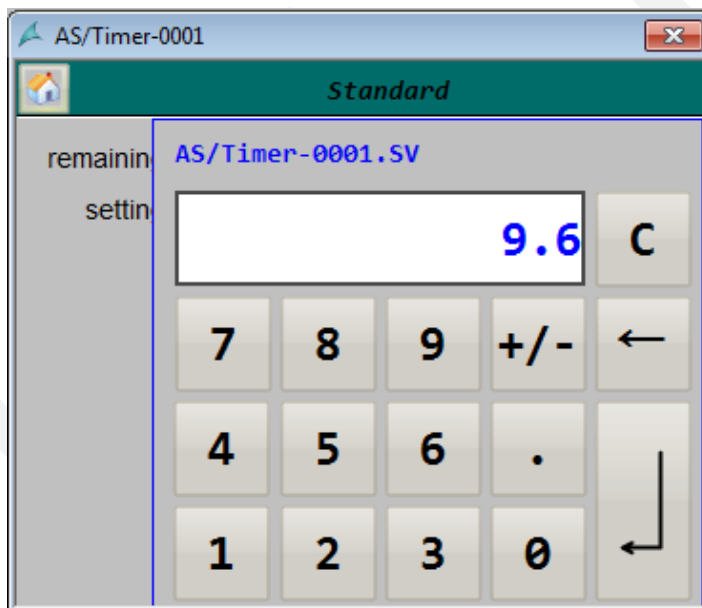 AS/Timer-0001
Standard
remainin
AS/Timer-0001.SV
settin
9.6
C
7 8 9 +/- ←
4 5 6 .
1 2 3 0